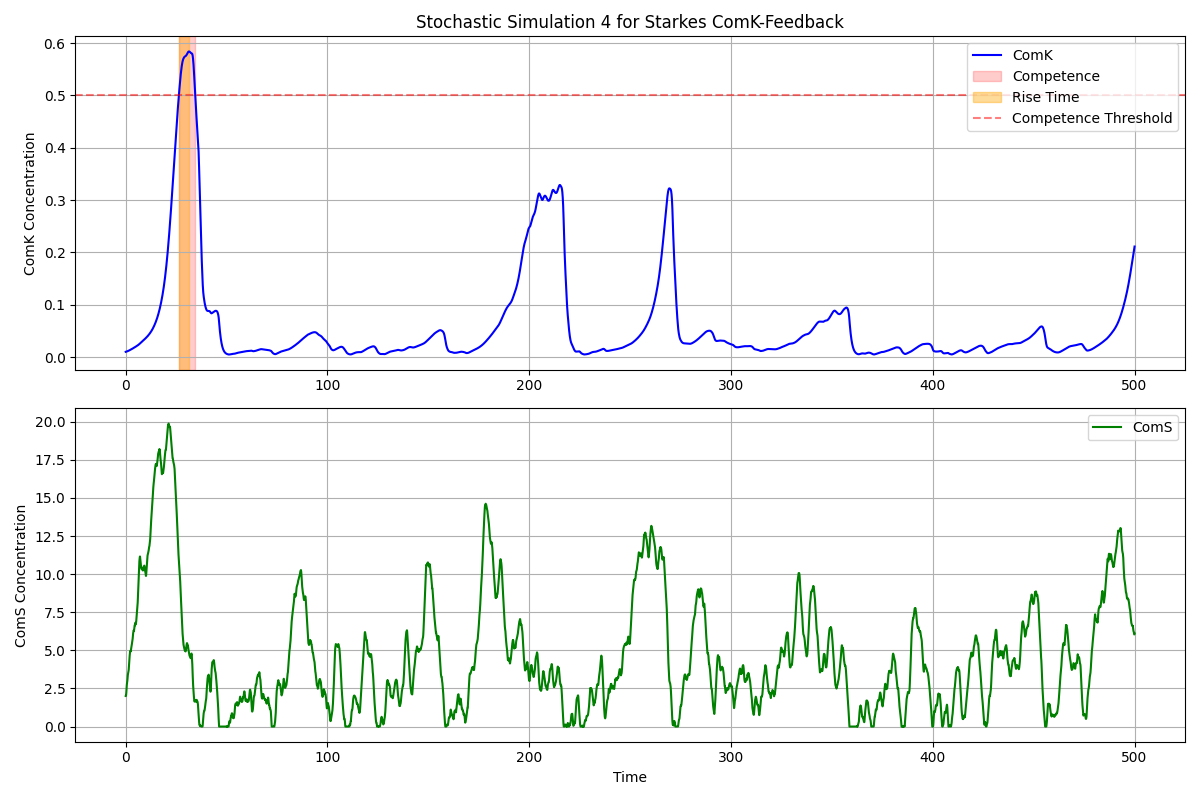 Stochastic Simulation 4 for Starkes ComK-Feedback
ComK Concentration
0.6
0.5
0.4
0.3
0.2
0.1
0.0
ComK
Competence
Rise Time
Competence Threshold
0 100 200 300 400 500
ComS Concentration
20.0
17.5
15.0
12.5
10.0
7.5
5.0
2.5
0.0
ComS
0 100 200 300 400 500
Time